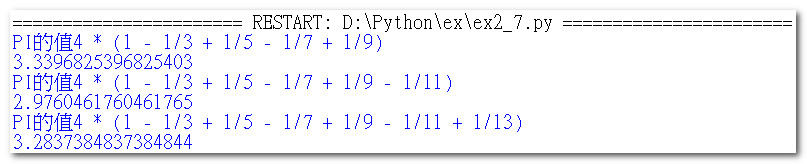 ======================= RESTART: D:\Python\ex\ex2_7.py =======================
PI的值4 * (1 - 1/3 + 1/5 - 1/7 + 1/9)
3.3396825396825403
PI的值4 * (1 - 1/3 + 1/5 - 1/7 + 1/9 - 1/11)
2.9760461760461765
PI的值4 * (1 - 1/3 + 1/5 - 1/7 + 1/9 - 1/11 + 1/13)
3.2837384837384844